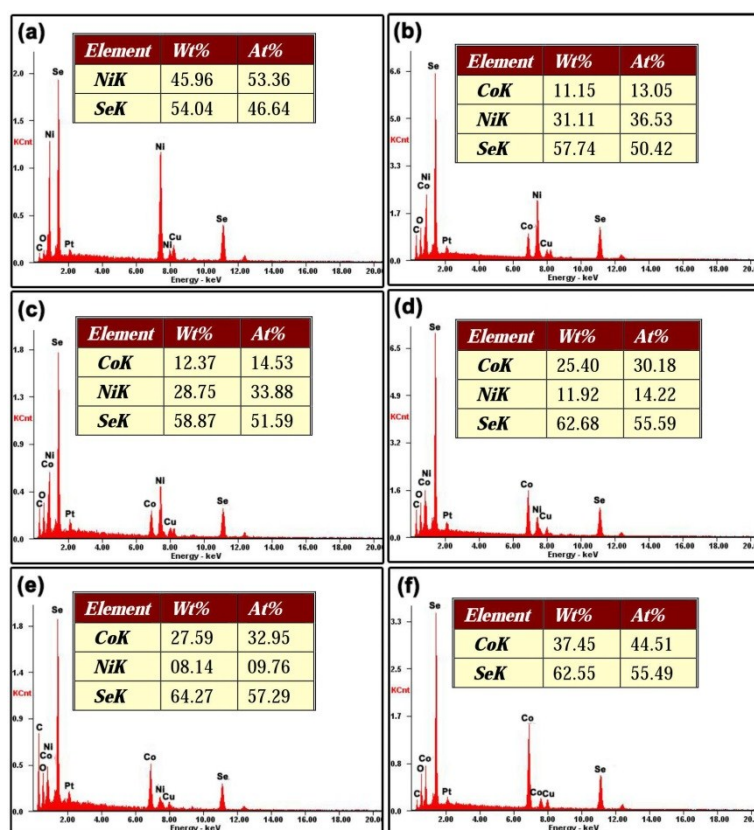 (a)
Element Wt% At%
NiK 45.96 53.36
SeK 54.04 46.64
2.0
1.5
KCnt
1.0
0.5
0.0
C O Ni Se Pt Ni Ni Cu Se
2.00 4.00 6.00 8.00 10.00 12.00 14.00 16.00 18.00 20.00
Energy - keV
(b)
Element Wt% At%
CoK 11.15 13.05
NiK 31.11 36.53
SeK 57.74 50.42
6.6
5.0
KCnt
3.3
1.7
0.0
C O Co Ni Se Pt Co Ni Cu Se
2.00 4.00 6.00 8.00 10.00 12.00 14.00 16.00 18.00 20.00
Energy - keV
(c)
Element Wt% At%
CoK 12.37 14.53
NiK 28.75 33.88
SeK 58.87 51.59
1.8
1.3
KCnt
0.9
0.4
0.0
C O Co Ni Se Pt Co Ni Cu Se
2.00 4.00 6.00 8.00 10.00 12.00 14.00 16.00 18.00 20.00
Energy - keV
(d)
Element Wt% At%
CoK 25.40 30.18
NiK 11.92 14.22
SeK 62.68 55.59
6.5
4.9
KCnt
3.2
1.6
0.0
C O Co Ni Se Pt Co Ni Cu Se
2.00 4.00 6.00 8.00 10.00 12.00 14.00 16.00 18.00 20.00
Energy - keV
(e)
Element Wt% At%
CoK 27.59 32.95
NiK 08.14 09.76
SeK 64.27 57.29
1.8
1.4
KCnt
0.9
0.5
0.0
C O Co Ni Se Pt Co Ni Cu Se
2.00 4.00 6.00 8.00 10.00 12.00 14.00 16.00 18.00 20.00
Energy - keV
(f)
Element Wt% At%
CoK 37.45 44.51
SeK 62.55 55.49
3.3
2.5
KCnt
1.7
0.8
0.0
C O Co Se Pt Co Co Cu Se
2.00 4.00 6.00 8.00 10.00 12.00 14.00 16.00 18.00 20.00
Energy - keV